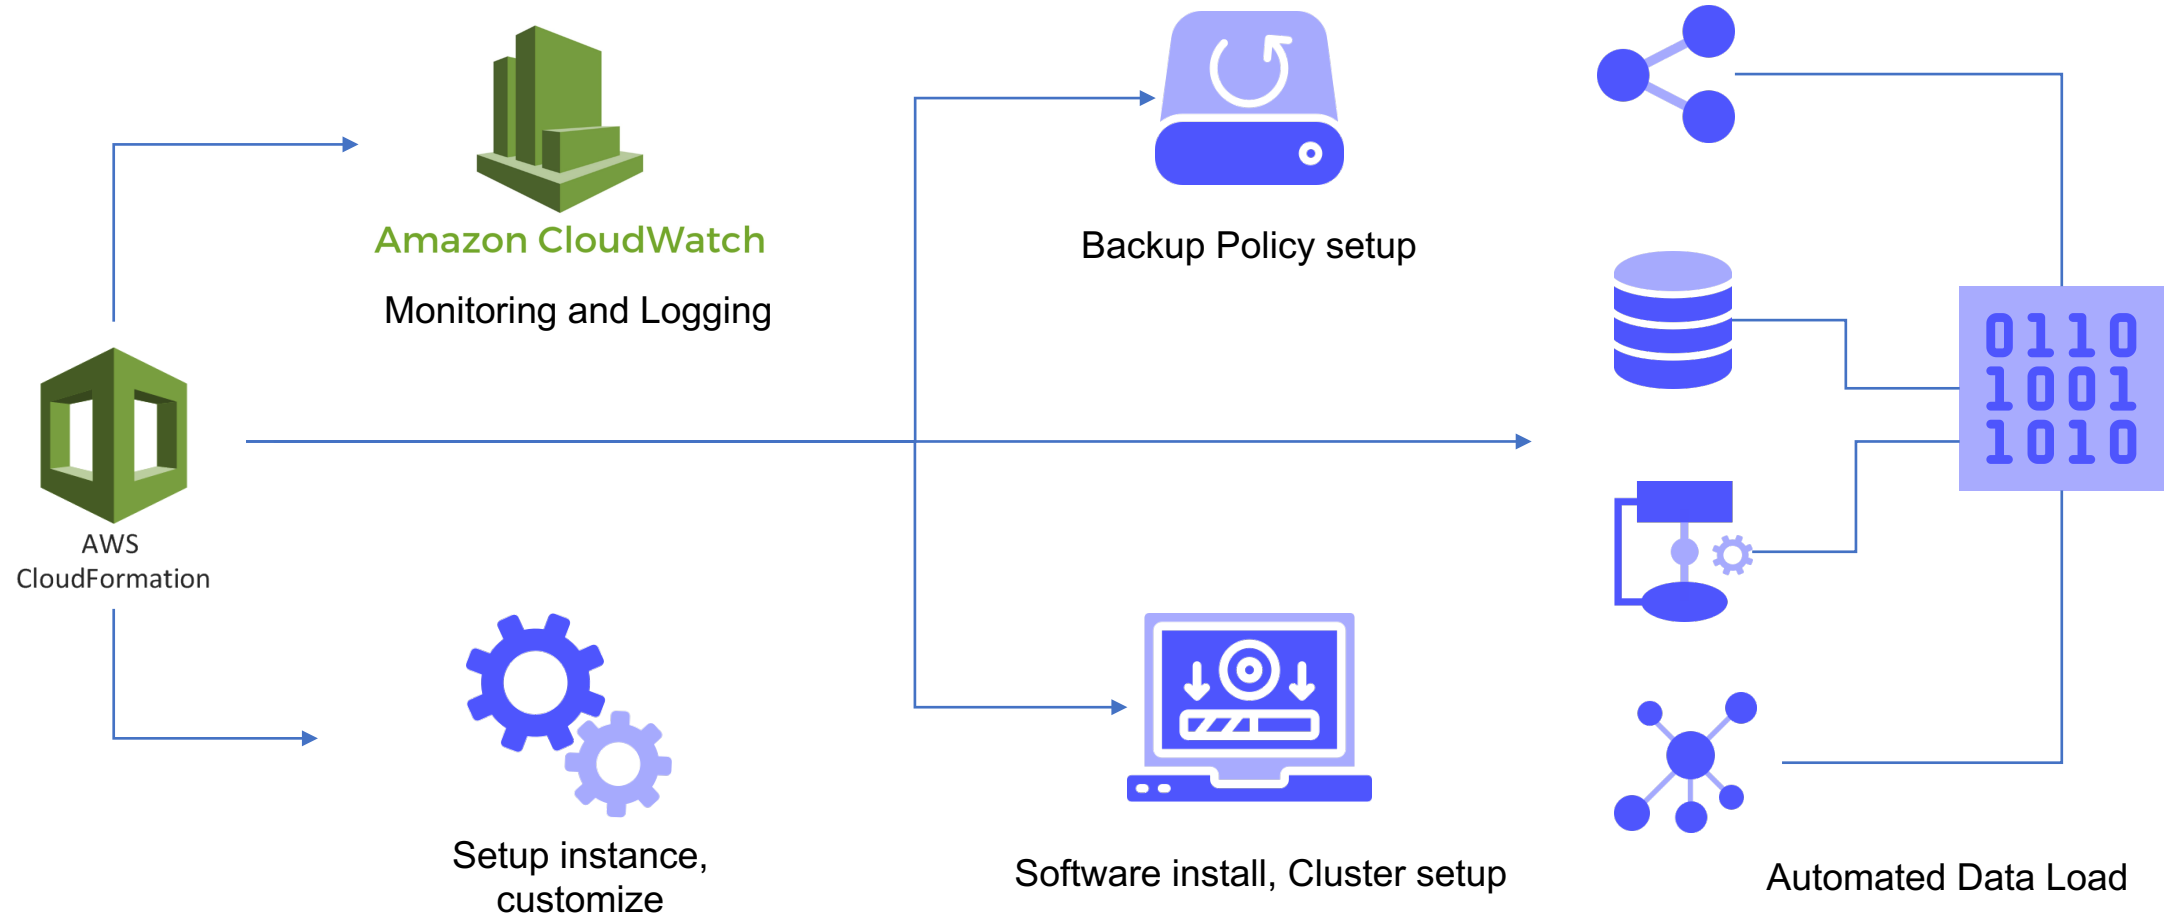 Amazon CloudWatch
Monitoring and Logging
Backup Policy setup
0110
1001
1010
AWS
CloudFormation
Setup instance,
customize
Software install, Cluster setup
Automated Data Load